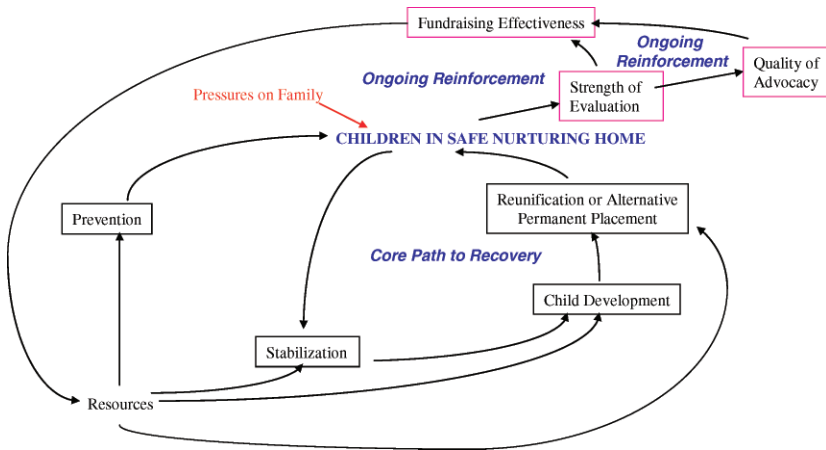 Fundraising Effectiveness
Ongoing
Reinforcement
Quality of
Advocacy
Ongoing Reinforcement
Strength of
Evaluation
Pressures on Family
CHILDREN IN SAFE NURTURING HOME
Prevention
Reunification or Alternative
Permanent Placement
Core Path to Recovery
Child Development
Stabilization
Resources